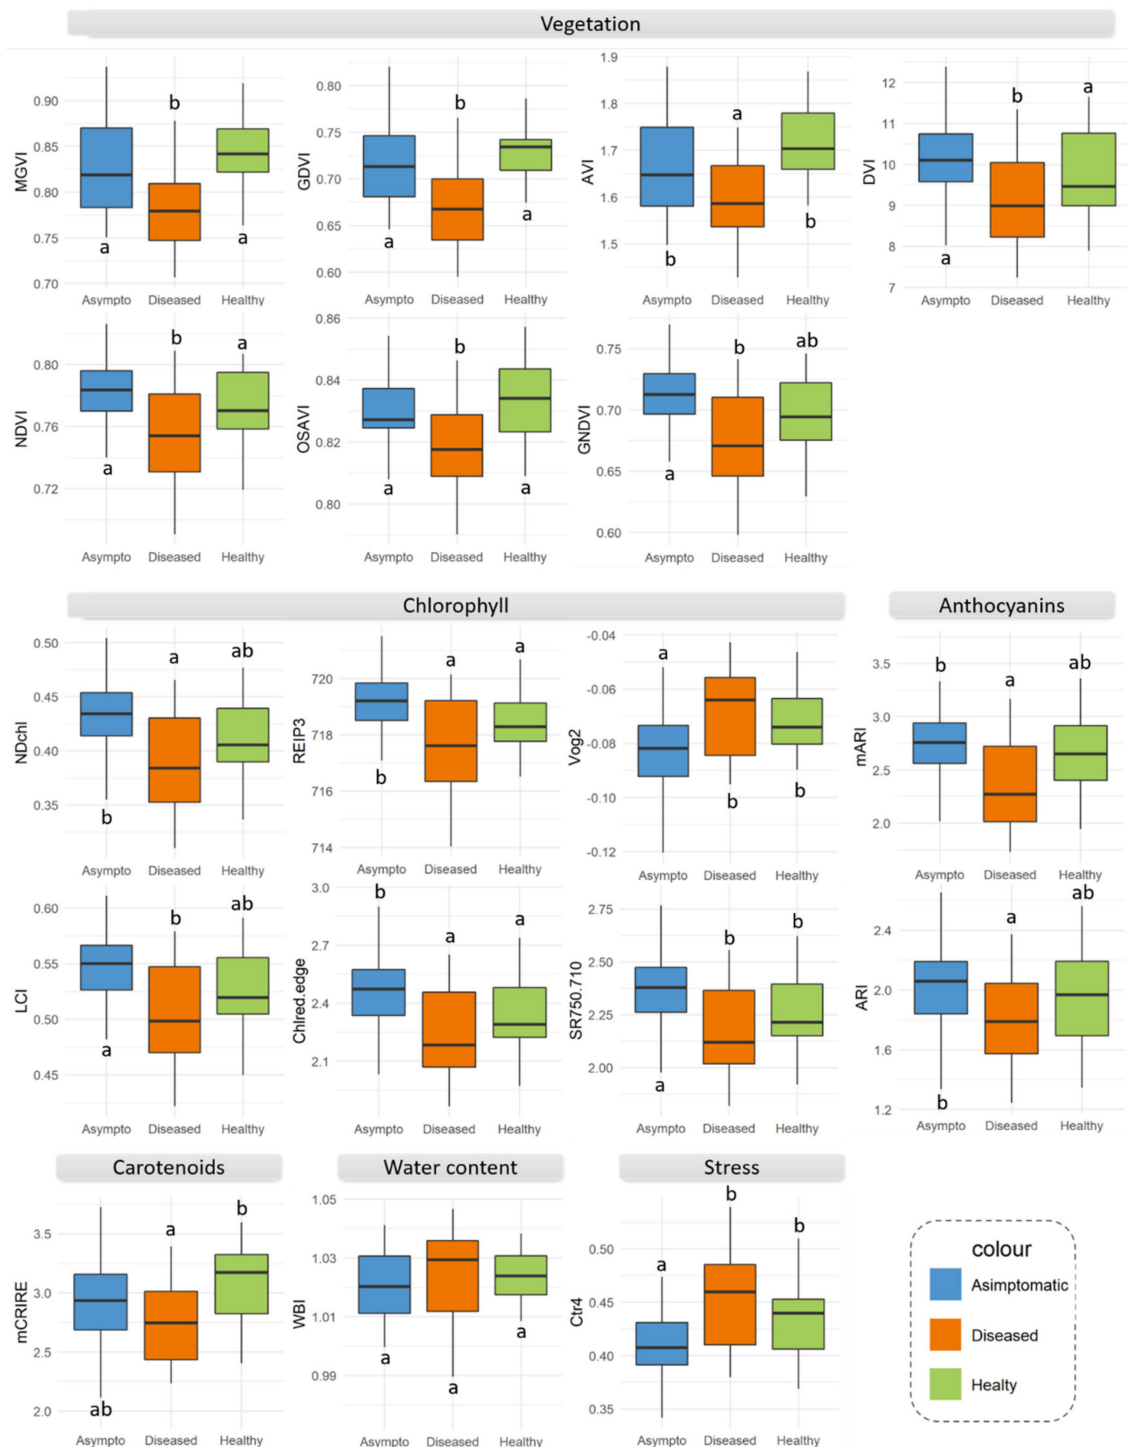 Vegetation
MGVI
0.90
0.85
0.80
0.75
0.70
b
a
a
Asympto Diseased Healthy
GDVI
0.80
0.75
0.70
0.65
0.60
b
a
a
Asympto Diseased Healthy
AVI
1.9
1.8
1.7
1.6
1.5
a
b
b
Asympto Diseased Healthy
DVI
12
11
10
9
8
7
a
b
a
Asympto Diseased Healthy
NDVI
0.80
0.76
0.72
b
a
a
Asympto Diseased Healthy
OSAVI
0.86
0.84
0.82
0.80
b
a
a
Asympto Diseased Healthy
GNDVI
0.75
0.70
0.65
0.60
ab
b
a
Asympto Diseased Healthy
Chlorophyll
NDchl
0.50
0.45
0.40
0.35
a
ab
b
Asympto Diseased Healthy
REIP3
720
718
716
714
a
a
b
Asympto Diseased Healthy
Vog2
-0.04
-0.06
-0.08
-0.10
-0.12
a
b
b
Asympto Diseased Healthy
Anthocyanins
mARI
3.5
3.0
2.5
2.0
b
a
ab
Asympto Diseased Healthy
LCI
0.60
0.55
0.50
0.45
b
ab
a
Asympto Diseased Healthy
Chlred.edge
3.0
2.7
2.4
2.1
b
a
a
Asympto Diseased Healthy
SR750.710
2.75
2.50
2.25
2.00
b
b
a
Asympto Diseased Healthy
ARI
2.4
2.0
1.6
1.2
a
ab
b
Asympto Diseased Healthy
Carotenoids
mCRIRE
3.5
3.0
2.5
2.0
a
b
ab
Asympto Diseased Healthy
Water content
WBI
1.05
1.03
1.01
0.99
a
a
a
Asympto Diseased Healthy
Stress
Ctr4
0.50
0.45
0.40
0.35
a
b
b
Asympto Diseased Healthy
colour
Asimptomatic
Diseased
Healty